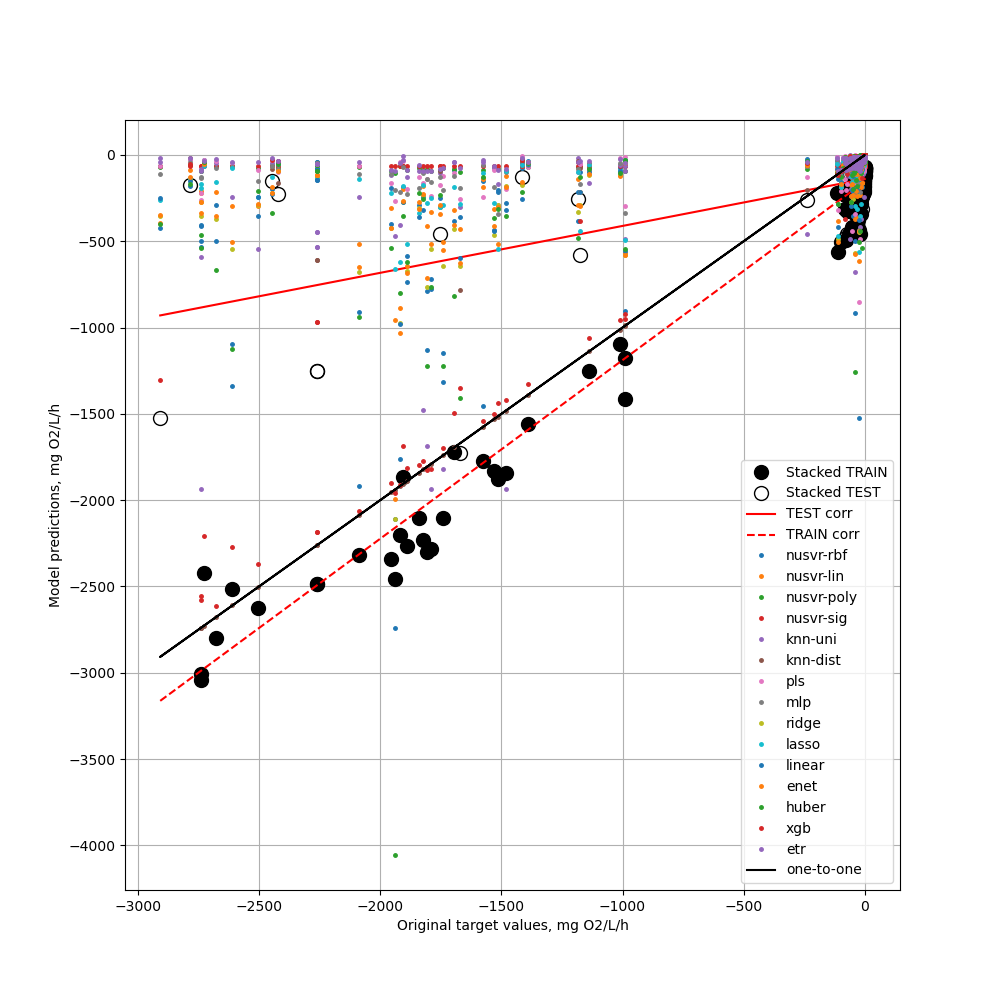 0
−500
−1000
−1500
−2000
−2500
−3000
−3500
−4000
Model predictions, mg O2/L/h
−3000
−2500
−2000
−1500
−1000
−500
0
Original target values, mg O2/L/h
Stacked TRAIN
Stacked TEST
TEST corr
TRAIN corr
nusvr-rbf
nusvr-lin
nusvr-poly
nusvr-sig
knn-uni
knn-dist
pls
mlp
ridge
lasso
linear
enet
huber
xgb
etr
one-to-one